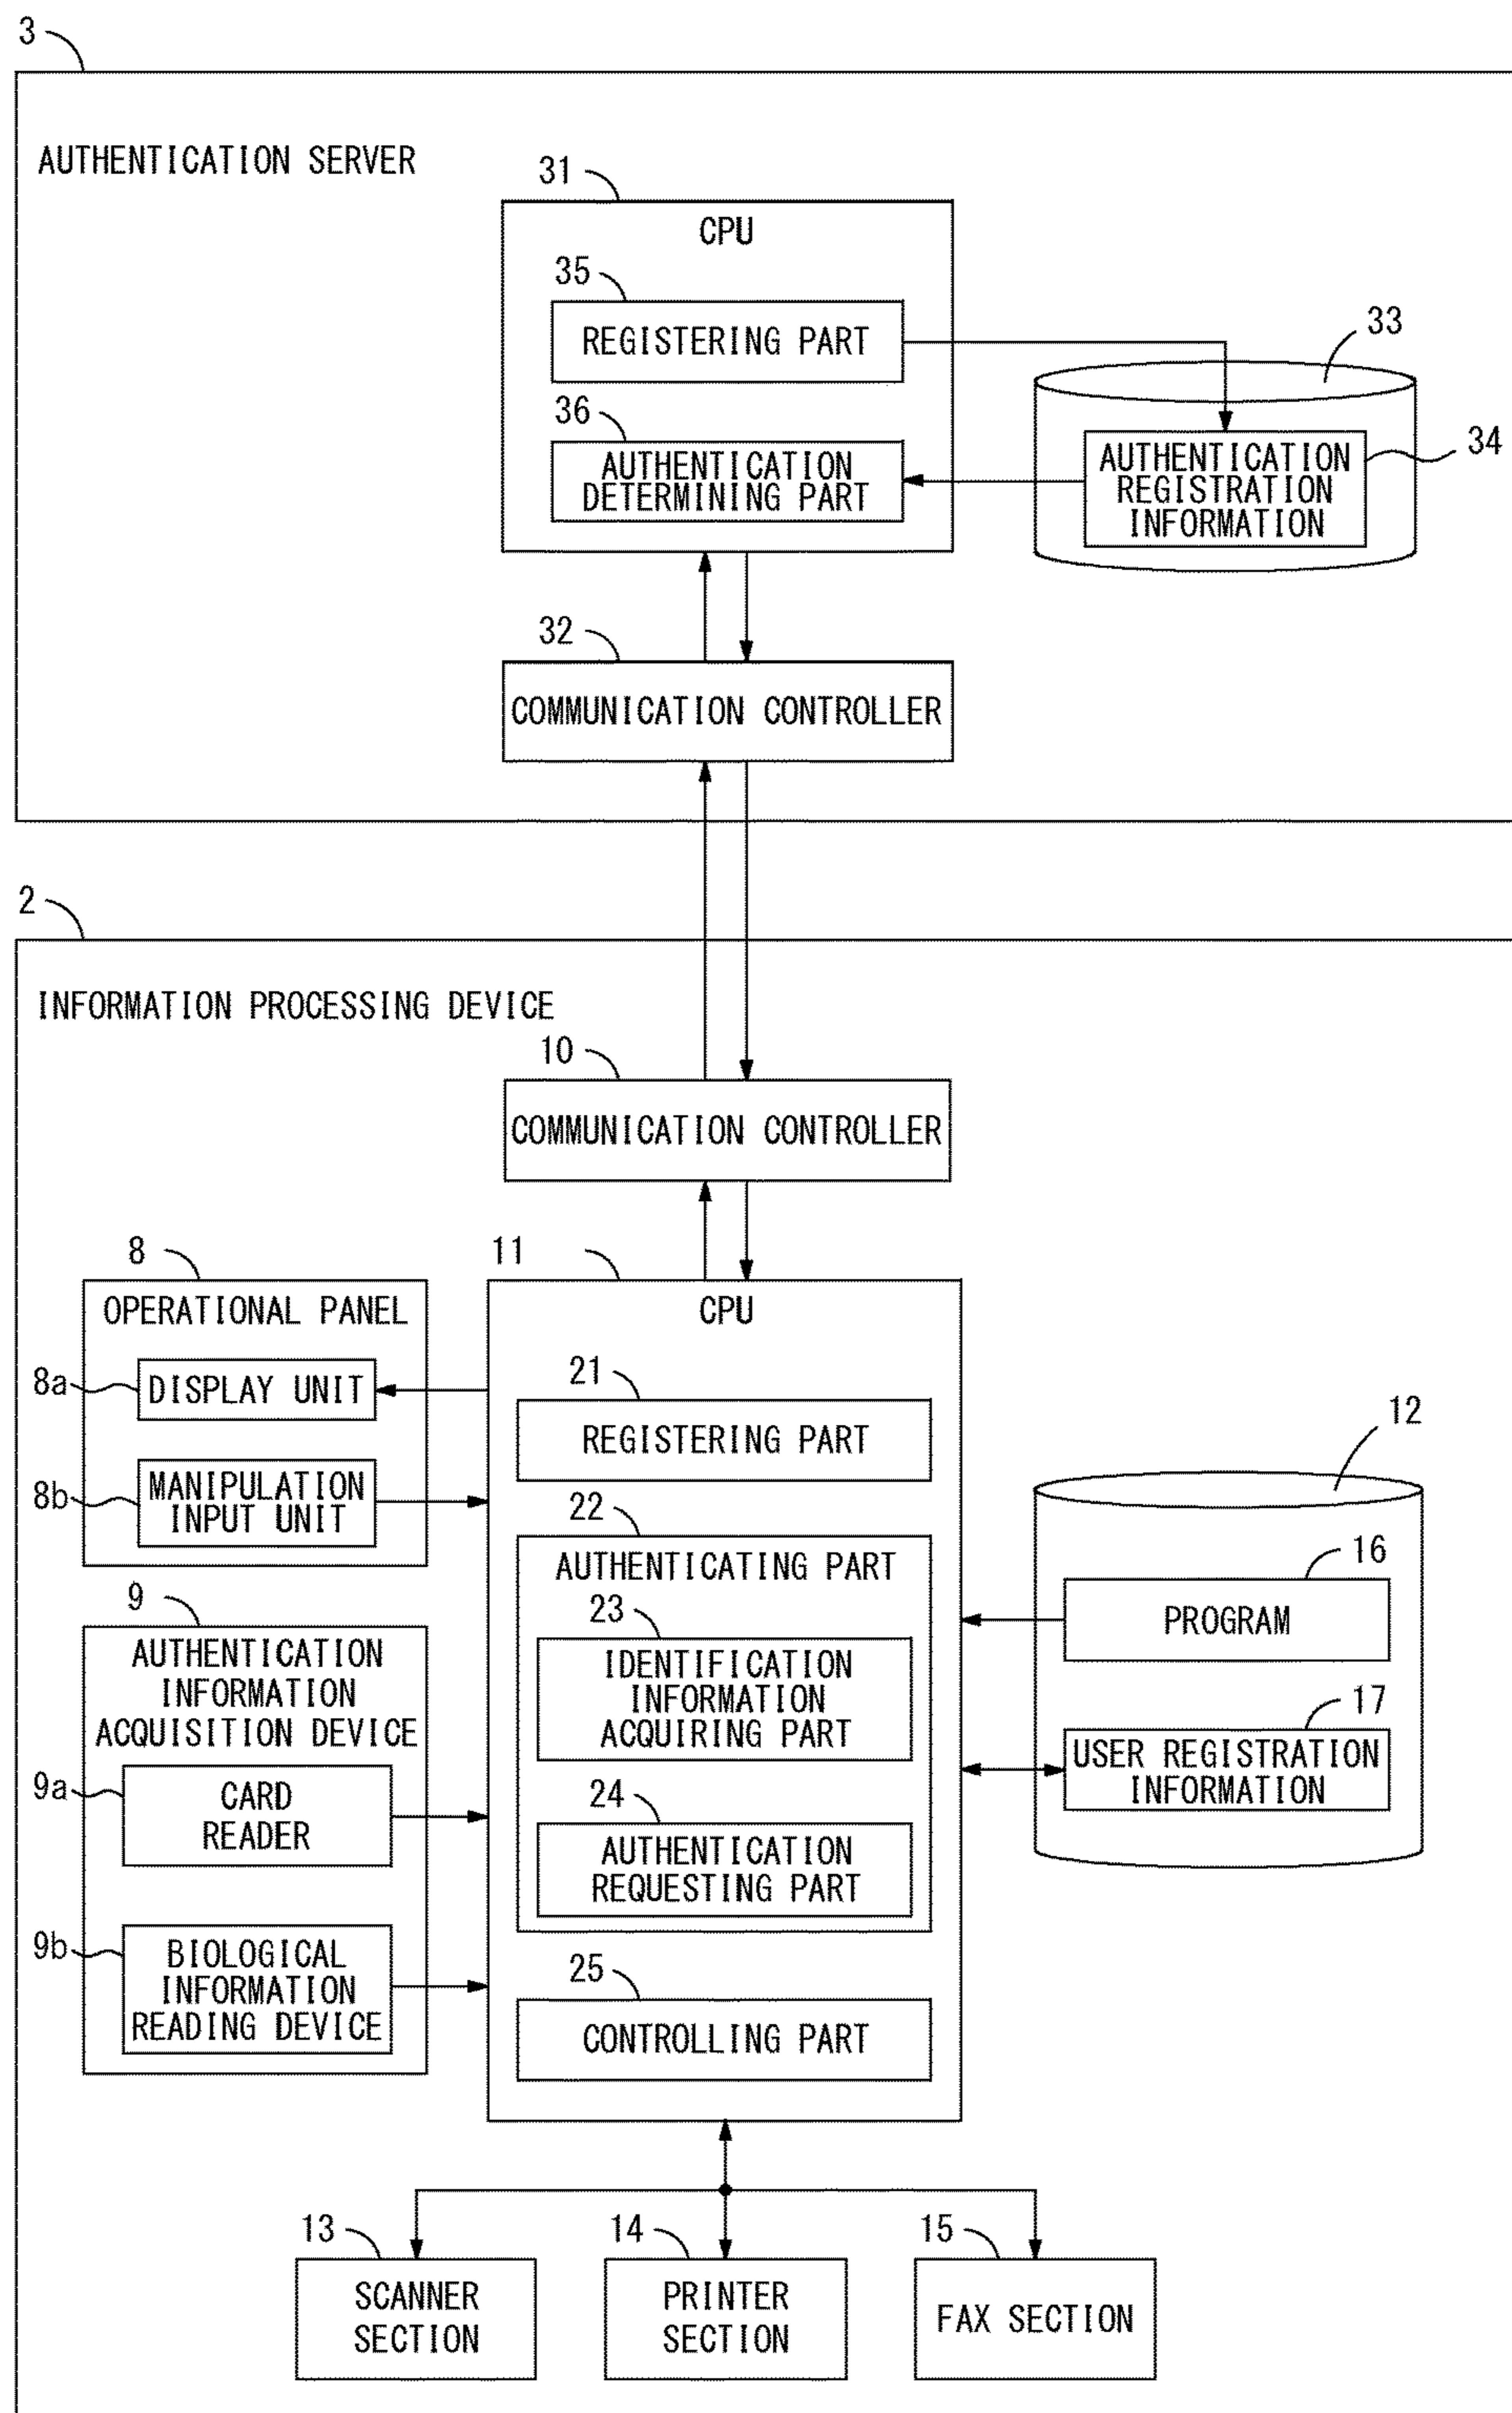 3
AUTHENTICATION SERVER
31
CPU
35
REGISTERING PART
33
36
AUTHENTICATION
DETERMINING PART
AUTHENTICATION
REGISTRATION
INFORMATION
34
32
COMMUNICATION CONTROLLER
2
INFORMATION PROCESSING DEVICE
10
COMMUNICATION CONTROLLER
8
OPERATIONAL PANEL
8a
DISPLAY UNIT
8b
MANIPULATION
INPUT UNIT
9
AUTHENTICATION
INFORMATION
ACQUISITION DEVICE
9a
CARD
READER
9b
BIOLOGICAL
INFORMATION
READING DEVICE
11
CPU
21
REGISTERING PART
22
AUTHENTICATING PART
23
IDENTIFICATION
INFORMATION
ACQUIRING PART
24
AUTHENTICATION
REQUESTING PART
25
CONTROLLING PART
12
16
PROGRAM
17
USER REGISTRATION
INFORMATION
13
SCANNER
SECTION
14
PRINTER
SECTION
15
FAX SECTION